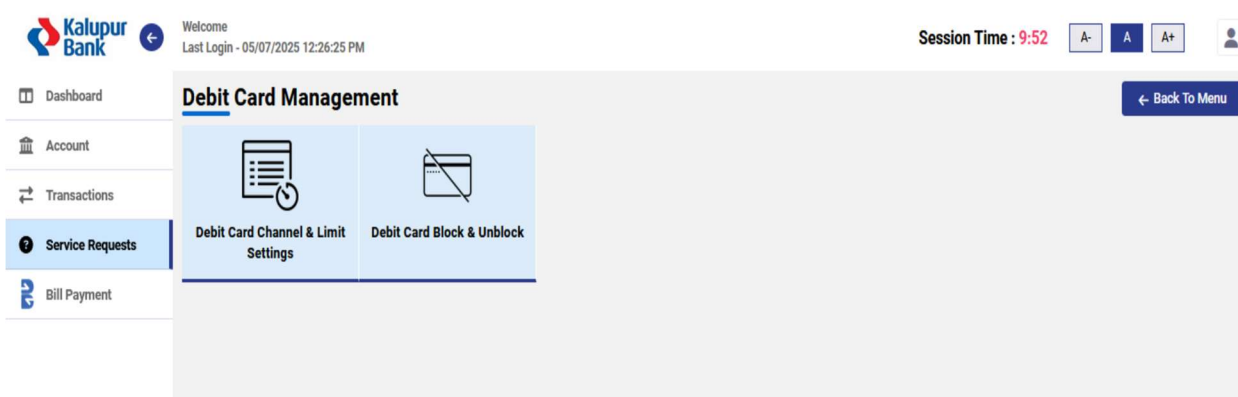 Kalupur
Bank
Welcome
Last Login - 05/07/2025 12:26:25 PM
Session Time : 9:52
A-
A
A+
Dashboard
Account
Transactions
Service Requests
Bill Payment
Debit Card Management
← Back To Menu
Debit Card Channel & Limit
Settings
Debit Card Block & Unblock